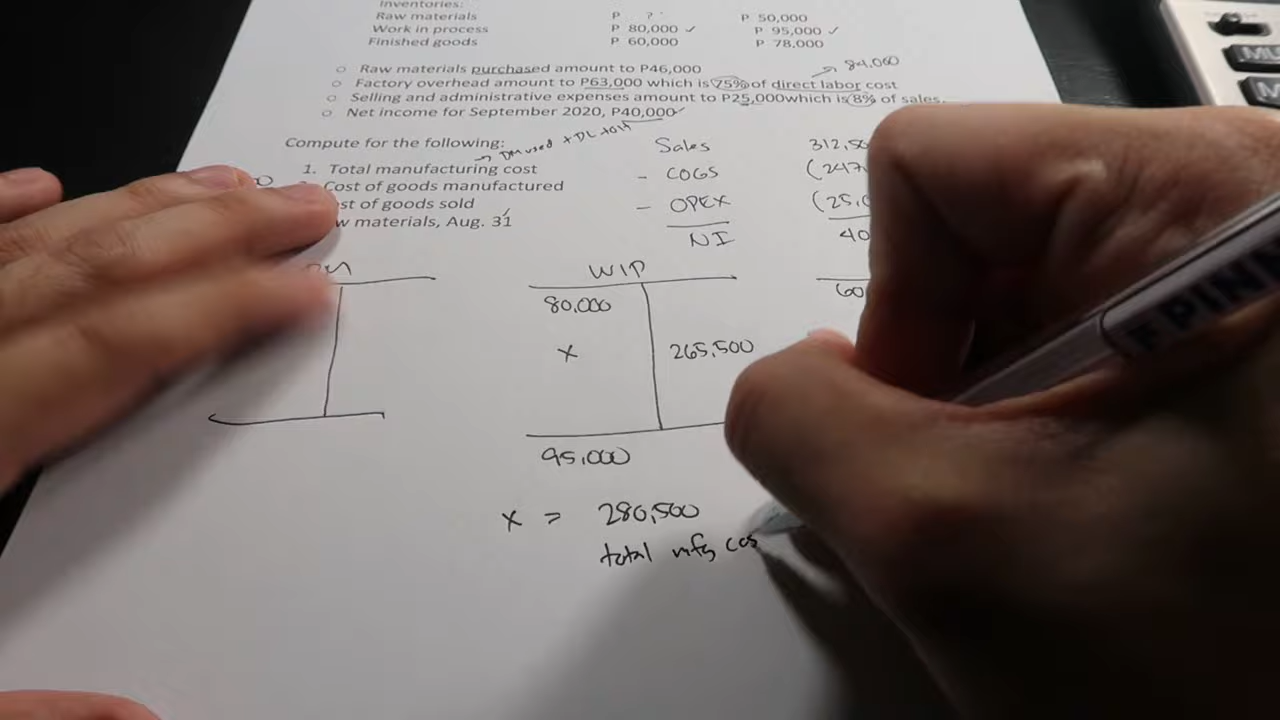 Inventories:
Raw materials P ? P 50,000
Work in process P 80,000 ✓ P 95,000 ✓
Finished goods P 60,000 P 78,000
○ Raw materials purchased amount to P46,000
→ 84,000
○ Factory overhead amount to P63,000 which is 75% of direct labor cost
○ Selling and administrative expenses amount to P25,000which is 8% of sales.
○ Net income for September 2020, P40,000 ✓
Compute for the following:
→ DM used + DL + OH
1. Total manufacturing cost
Cost of goods manufactured
st of goods sold
w materials, Aug. 31
Sales 312,50
- COGS (247
- OPEX (25,0
NI 40
WIP
80,000 60
x 265,500
95,000
x = 280,500
total mfg cos